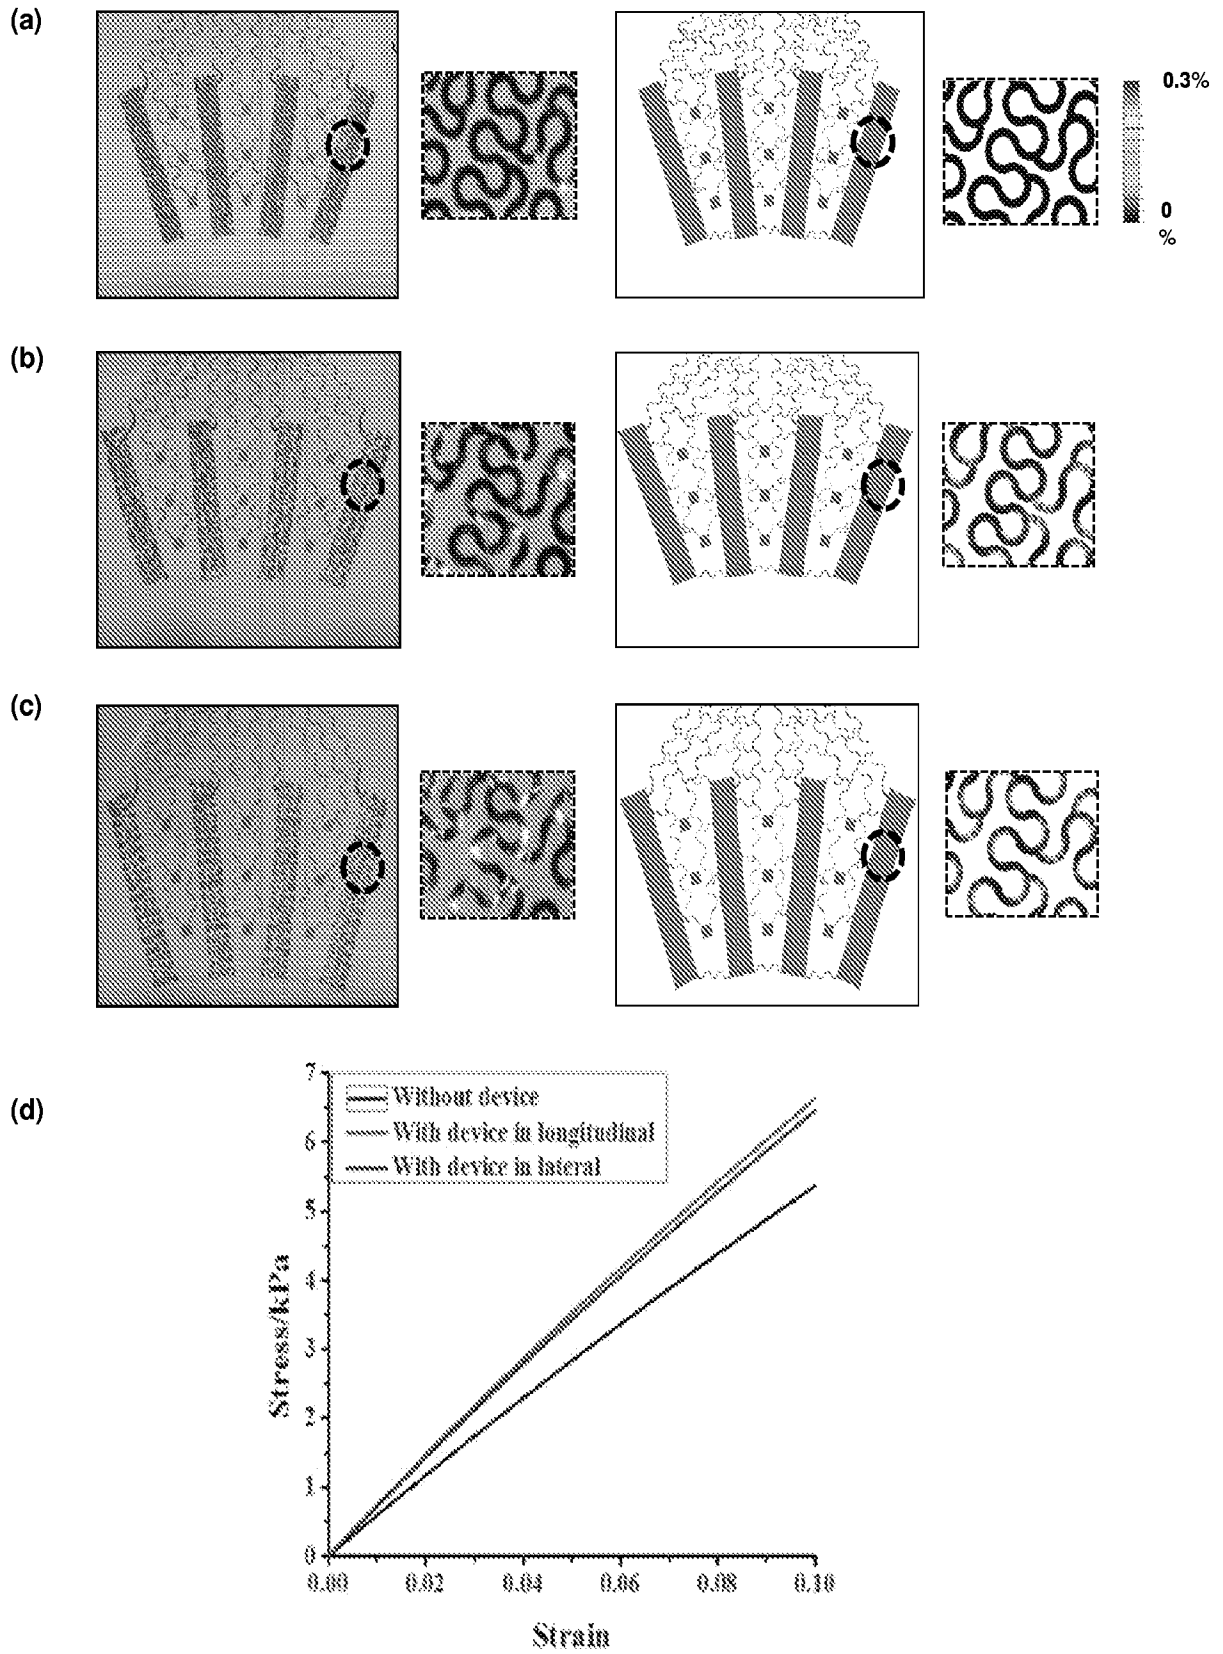 (a)
0.3%
0
%
(b)
(c)
(d)
7
6
5
4
3
2
1
0
Stress/kPa
Without device
With device in longitudinal
With device in lateral
0.00 0.02 0.04 0.06 0.08 0.10
Strain